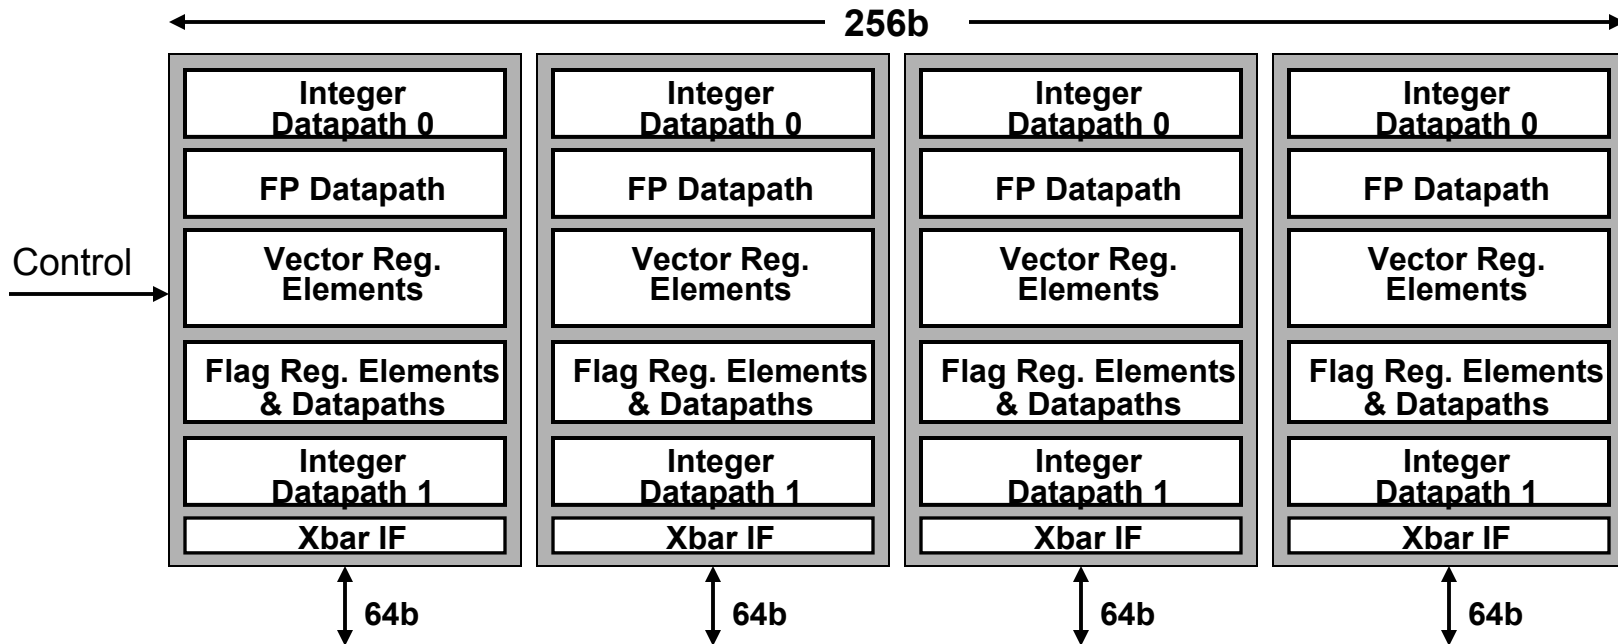 256b
Control
Integer
Datapath 0
FP Datapath
Vector Reg.
Elements
Flag Reg. Elements
& Datapaths
Integer
Datapath 1
Xbar IF
64b
Integer
Datapath 0
FP Datapath
Vector Reg.
Elements
Flag Reg. Elements
& Datapaths
Integer
Datapath 1
Xbar IF
64b
Integer
Datapath 0
FP Datapath
Vector Reg.
Elements
Flag Reg. Elements
& Datapaths
Integer
Datapath 1
Xbar IF
64b
Integer
Datapath 0
FP Datapath
Vector Reg.
Elements
Flag Reg. Elements
& Datapaths
Integer
Datapath 1
Xbar IF
64b